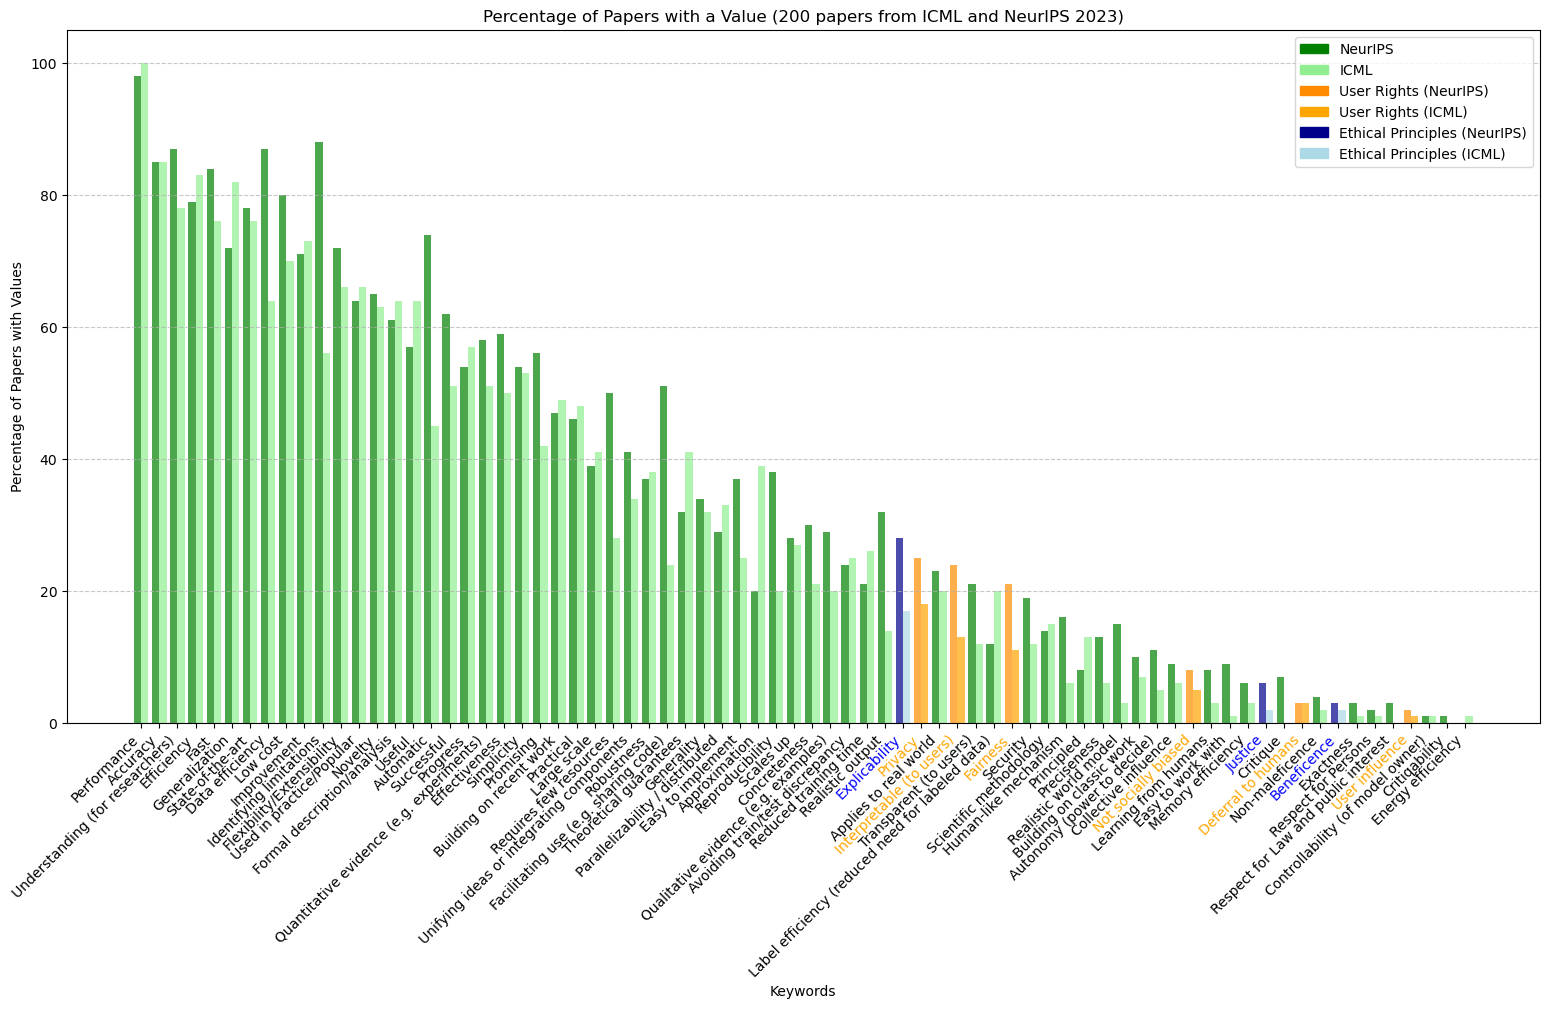 Percentage of Papers with a Value (200 papers from ICML and NeurIPS 2023)
NeurIPS
ICML
User Rights (NeurIPS)
User Rights (ICML)
Ethical Principles (NeurIPS)
Ethical Principles (ICML)
Percentage of Papers with Values
100
80
60
40
20
0
Performance
Accuracy
Understanding (for researchers)
Efficiency
Fast
Generalization
State-of-the-art
Data efficiency
Low cost
Improvement
Identifying limitations
Flexibility/Extensibility
Used in practice/popular
Novelty
Formal description/analysis
Useful
Automatic
Successful
Progress
Quantitative evidence (e.g. experiments)
Effectiveness
Simplicity
Promising
Building on recent work
Practical
Large scale
Requires few resources
Unifying ideas or integrating components
Robustness
Facilitating use (e.g. sharing code)
Theoretical guarantees
Generality
Parallelizability / distributed
Easy to implement
Approximation
Reproducibility
Scales up
Concreteness
Qualitative evidence (e.g. examples)
Avoiding train/test discrepancy
Reduced training time
Realistic output
Explicability
Privacy
Applies to real world
Interpretable (to users)
Transparent (to users)
Label efficiency (reduced need for labeled data)
Fairness
Security
Scientific methodology
Human-like mechanism
Principled
Preciseness
Realistic world model
Building on classic work
Autonomy (power to decide)
Collective influence
Not socially biased
Learning from humans
Easy to work with
Memory efficiency
Justice
Critique
Deferral to humans
Non-maleficence
Beneficence
Exactness
Respect for Persons
Respect for Law and public interest
User influence
Controllability (of model owner)
Critiqability
Energy efficiency
Keywords